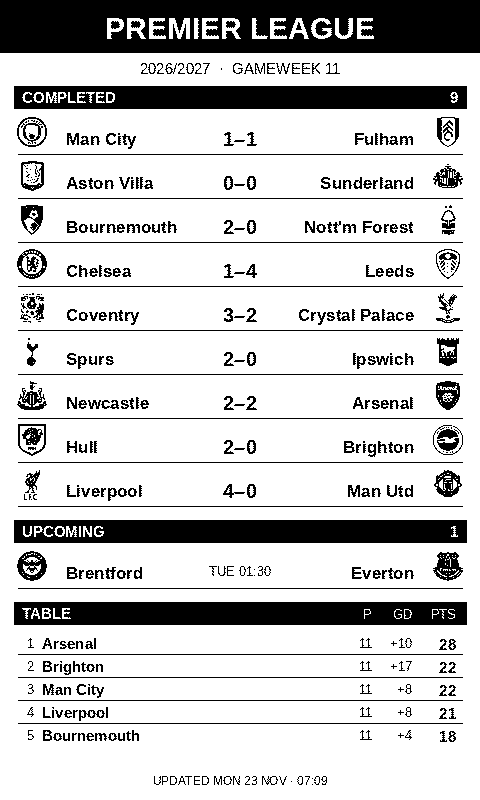 PREMIER LEAGUE
2026/2027 · GAMEWEEK 11
COMPLETED 9
Man City 1–1 Fulham
Aston Villa 0–0 Sunderland
Bournemouth 2–0 Nott'm Forest
Chelsea 1–4 Leeds
Coventry 3–2 Crystal Palace
Spurs 2–0 Ipswich
Newcastle 2–2 Arsenal
Hull 2–0 Brighton
Liverpool 4–0 Man Utd
UPCOMING 1
Brentford TUE 01:30 Everton
TABLE P GD PTS
1 Arsenal 11 +10 28
2 Brighton 11 +17 22
3 Man City 11 +8 22
4 Liverpool 11 +8 21
5 Bournemouth 11 +4 18
UPDATED MON 23 NOV · 07:09